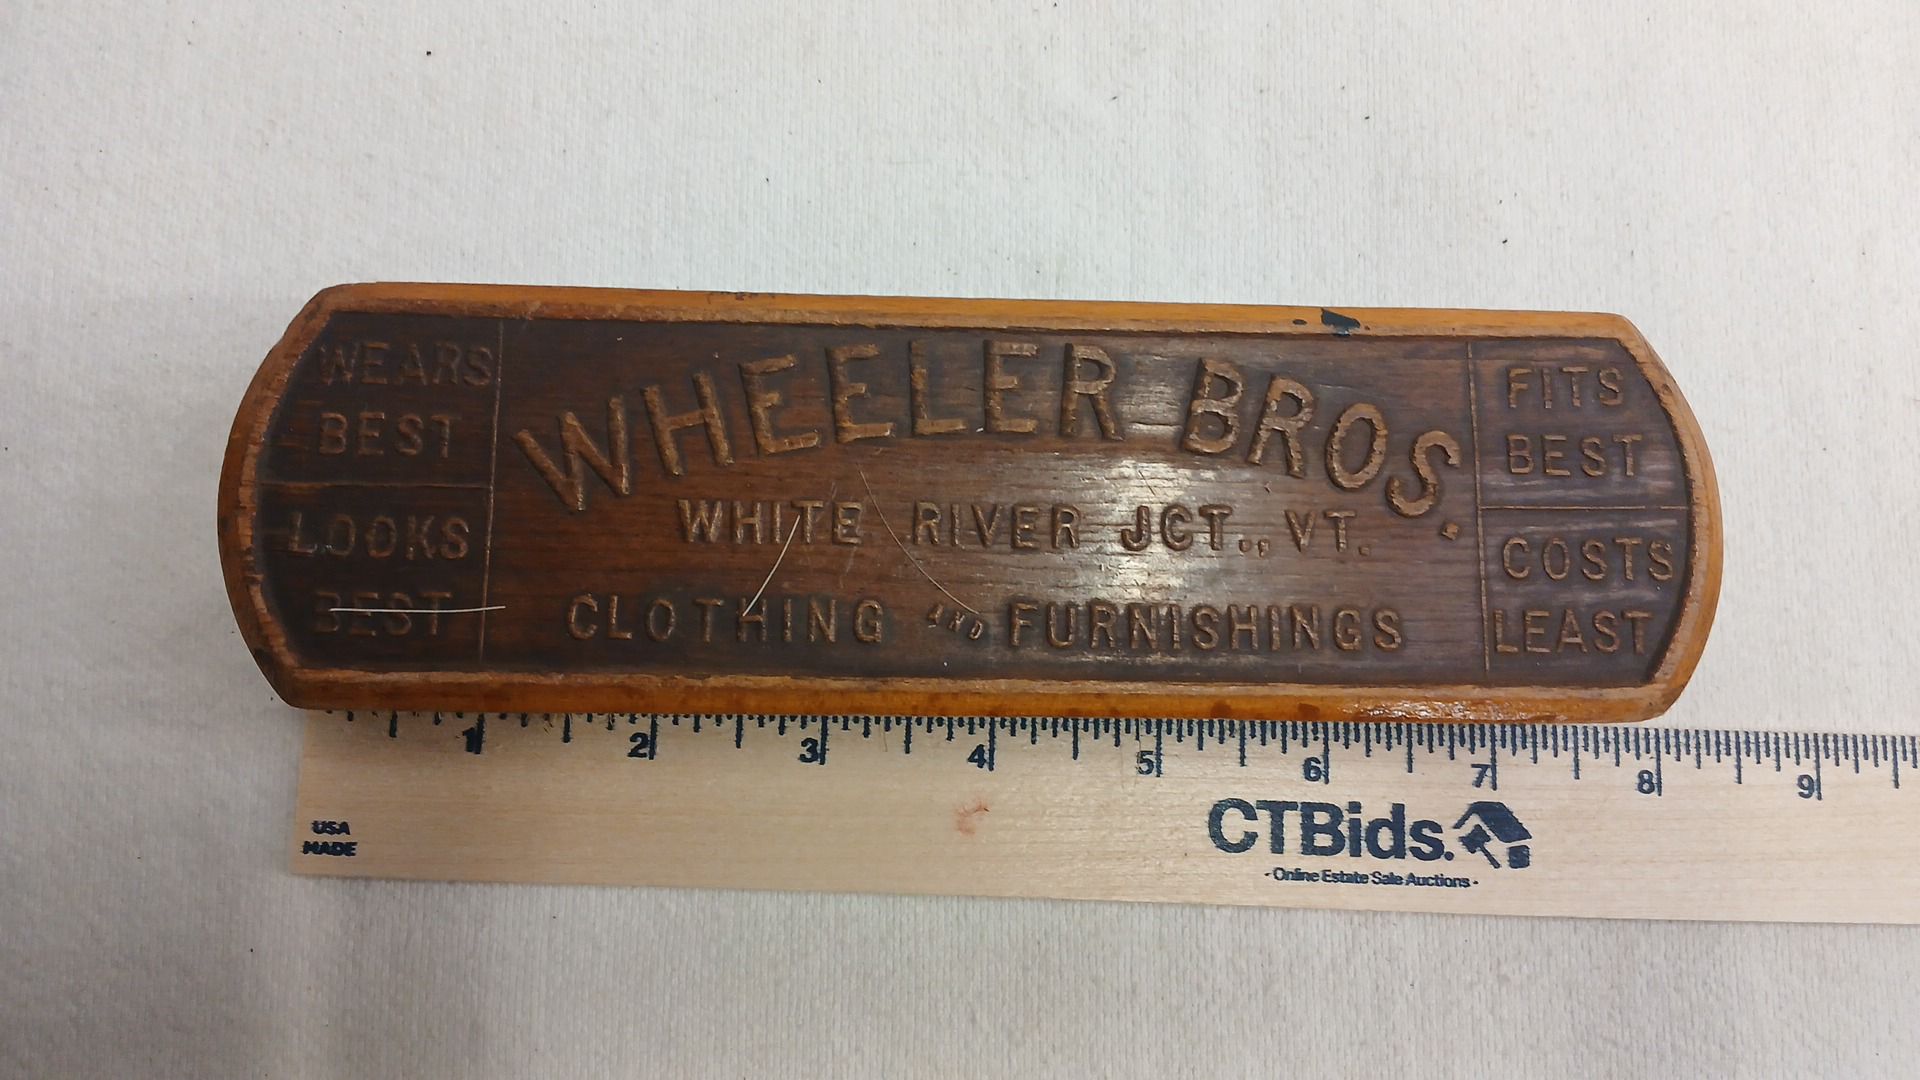 WEARS
BEST
LOOKS
BEST
WHEELER BROS.
WHITE RIVER JCT., VT.
CLOTHING AND FURNISHINGS
FITS
BEST
COSTS
LEAST
1 2 3 4 5 6 7 8 9
USA
MADE
CTBids.
- Online Estate Sale Auctions -